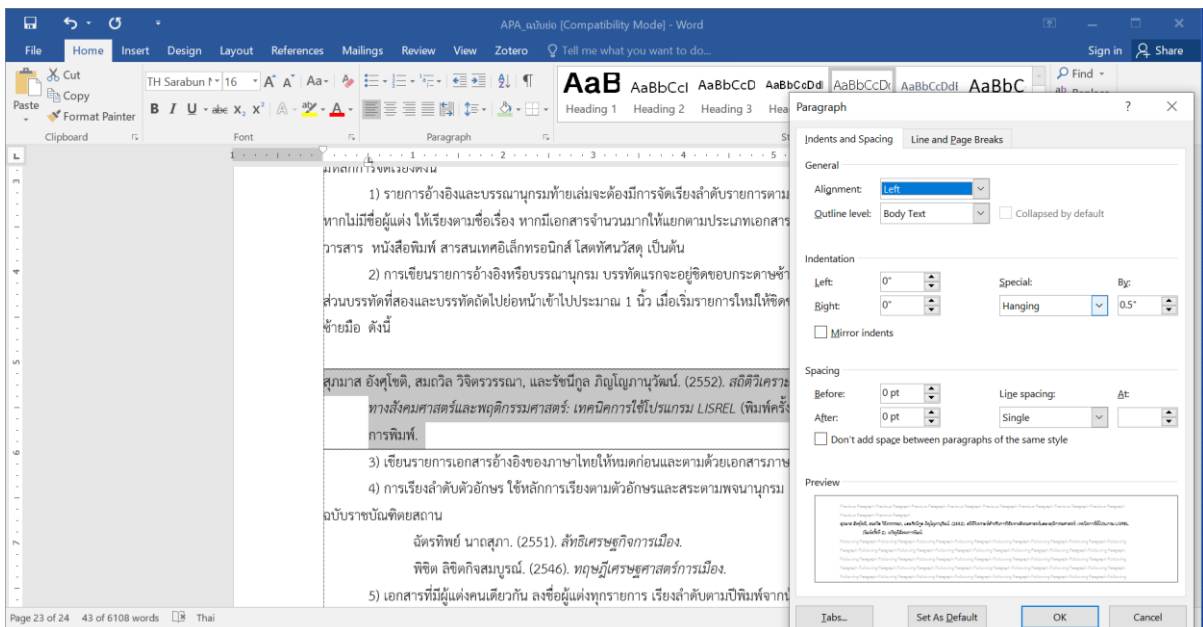 APA_ฉบับย่อ [Compatibility Mode] - Word
File Home Insert Design Layout References Mailings Review View Zotero Tell me what you want to do... Sign in Share
Cut
Copy
Format Painter
Paste
Clipboard
TH Sarabun 16
Font
Paragraph
AaB AaBbCcI AaBbCcD AaBbCcDd AaBbCcDc AaBbCcDdE AaBbC
Heading 1 Heading 2 Heading 3
Find
Replace
1) รายการอ้างอิงและบรรณานุกรมท้ายเล่มจะต้องมีการจัดเรียงลำดับรายการตาม
หากไม่มีชื่อผู้แต่ง ให้เรียงตามชื่อเรื่อง หากมีเอกสารจำนวนมากให้แยกตามประเภทเอกสาร
วารสาร หนังสือพิมพ์ สารสนเทศอิเล็กทรอนิกส์ โสตทัศนวัสดุ เป็นต้น
2) การเขียนรายการอ้างอิงหรือบรรณานุกรม บรรทัดแรกจะอยู่ชิดขอบกระดาษซ้า
ส่วนบรรทัดที่สองและบรรทัดถัดไปย่อหน้าเข้าไปประมาณ 1 นิ้ว เมื่อเริ่มรายการใหม่ให้ชิด
ซ้ายมือ ดังนี้
สุภมาส อังศุโชติ, สมถวิล วิจิตรวรรณา, และรัชนีกูล ภิญโญภานุวัฒน์. (2552). สถิติวิเคราะ
ทางสังคมศาสตร์และพฤติกรรมศาสตร์: เทคนิคการใช้โปรแกรม LISREL (พิมพ์ครั้ง
การพิมพ์.
3) เขียนรายการเอกสารอ้างอิงของภาษาไทยให้หมดก่อนและตามด้วยเอกสารภาษ
4) การเรียงลำดับตัวอักษร ใช้หลักการเรียงตามตัวอักษรและสระตามพจนานุกรม
ฉบับราชบัณฑิตยสถาน
ฉัตรทิพย์ นาถสุภา. (2551). ลัทธิเศรษฐกิจการเมือง.
พิชิต ลิขิตกิจสมบูรณ์. (2546). ทฤษฎีเศรษฐศาสตร์การเมือง.
5) เอกสารที่มีผู้แต่งคนเดียวกัน ลงชื่อผู้แต่งทุกรายการ เรียงลำดับตามปีพิมพ์จาก
Page 23 of 24 43 of 6108 words Thai
Paragraph ? ×
Indents and Spacing Line and Page Breaks
General
Alignment: Left
Outline level: Body Text Collapsed by default
Indentation
Left: 0" Special: By:
Right: 0" Hanging 0.5"
Mirror indents
Spacing
Before: 0 pt Line spacing: At:
After: 0 pt Single
Don't add space between paragraphs of the same style
Preview
Tabs... Set As Default OK Cancel